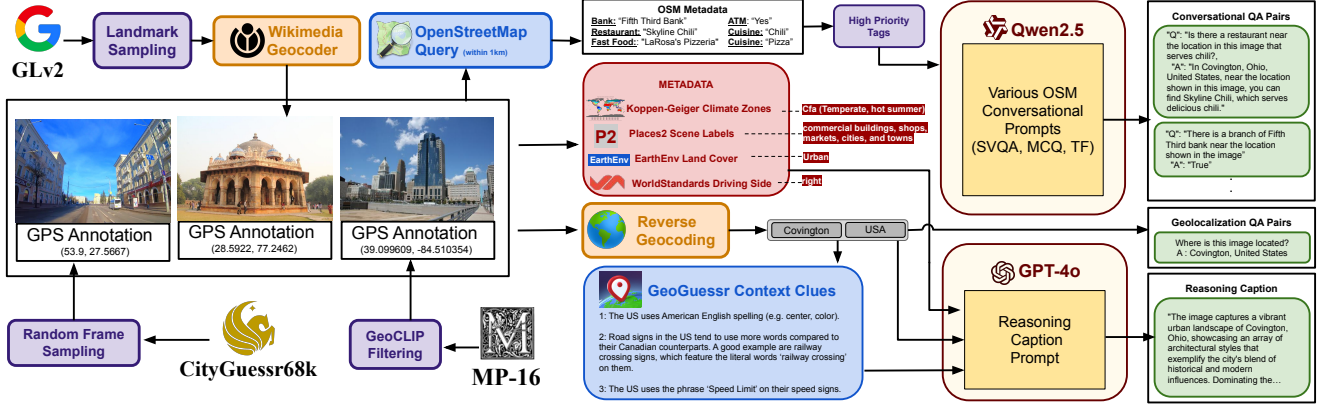 GLv2
Landmark
Sampling
Wikimedia
Geocoder
OpenStreetMap
Query (within 1km)
OSM Metadata
Bank: "Fifth Third Bank"
ATM: "Yes"
Restaurant: "Skyline Chili"
Cuisine: "Chili"
Fast Food:: "LaRosa's Pizzeria"
Cuisine: "Pizza"
High Priority
Tags
Qwen2.5
Various OSM
Conversational
Prompts
(SVQA, MCQ, TF)
Conversational QA Pairs
"Q": "Is there a restaurant near
the location in this image that
serves chili?,
"A": "In Covington, Ohio,
United States, near the location
shown in this image, you can
find Skyline Chili, which serves
delicious chili."
"Q": "There is a branch of Fifth
Third bank near the location
shown in the image"
"A": "True"
.
.
GPS Annotation
(53.9, 27.5667)
GPS Annotation
(28.5922, 77.2462)
GPS Annotation
(39.099609, -84.510354)
METADATA
Koppen-Geiger Climate Zones
Cfa (Temperate, hot summer)
P2
Places2 Scene Labels
commercial buildings, shops,
markets, cities, and towns
EarthEnv
EarthEnv Land Cover
Urban
WorldStandards Driving Side
right
Reverse
Geocoding
Covington
USA
Geolocalization QA Pairs
Where is this image located?
A : Covington, United States
GeoGuessr Context Clues
1: The US uses American English spelling (e.g. center, color).
2: Road signs in the US tend to use more words compared to
their Canadian counterparts. A good example are railway
crossing signs, which feature the literal words 'railway crossing'
on them.
3: The US uses the phrase 'Speed Limit' on their speed signs.
GPT-4o
Reasoning
Caption
Prompt
Reasoning Caption
"The image captures a vibrant
urban landscape of Covington,
Ohio, showcasing an array of
architectural styles that
exemplify the city's blend of
historical and modern
influences. Dominating the…
Random Frame
Sampling
CityGuessr68k
GeoCLIP
Filtering
M
MP-16